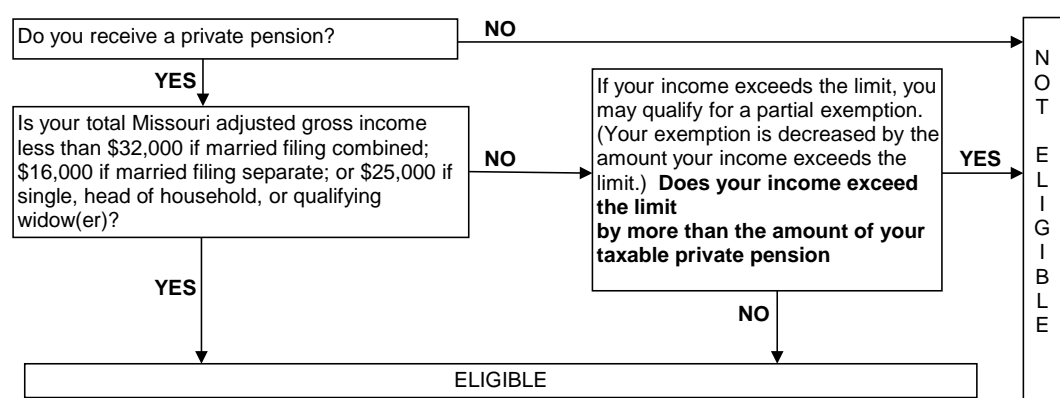 Do you receive a private pension?
NO
YES
Is your total Missouri adjusted gross income
less than $32,000 if married filing combined;
$16,000 if married filing separate; or $25,000 if
single, head of household, or qualifying
widow(er)?
NO
If your income exceeds the limit, you
may qualify for a partial exemption.
(Your exemption is decreased by the
amount your income exceeds the
limit.) Does your income exceed
the limit
by more than the amount of your
taxable private pension
YES
YES
NO
ELIGIBLE
N
O
T
E
L
I
G
I
B
L
E